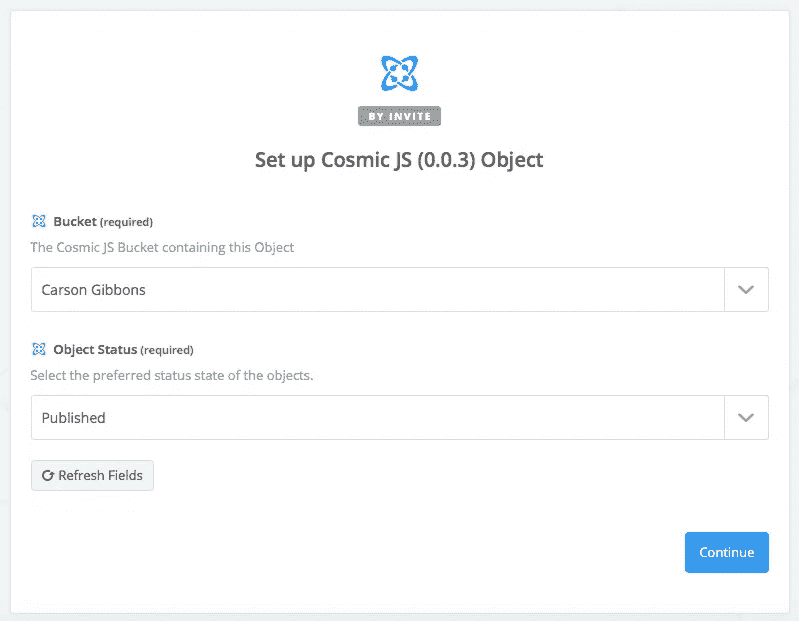 BY INVITE
Set up Cosmic JS (0.0.3) Object
Bucket (required)
The Cosmic JS Bucket containing this Object
Carson Gibbons
Object Status (required)
Select the preferred status state of the objects.
Published
Refresh Fields
Continue